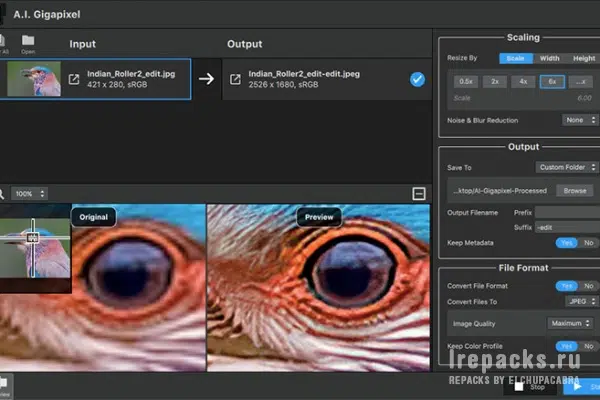 A.I. Gigapixel
Open
Input
Output
Indian_Roller2_edit.jpg
421 x 280, sRGB
Indian_Roller2_edit-edit.jpeg
2526 x 1680, sRGB
Scaling
Resize By
Scale
Width
Height
0.5x
2x
4x
6x
...x
Scale
6.00
Noise & Blur Reduction
None
Output
Save To
Custom Folder
...ktop/AI-Gigapixel-Processed
Browse
Output Filename
Prefix
Suffix
-edit
Keep Metadata
Yes
No
100%
Original
Preview
File Format
Convert File Format
Yes
No
Convert Files To
JPEG
Image Quality
Maximum
Keep Color Profile
Yes
No
lrepacks.ru
REPACKS BY ELCHUPACABRA
Stop